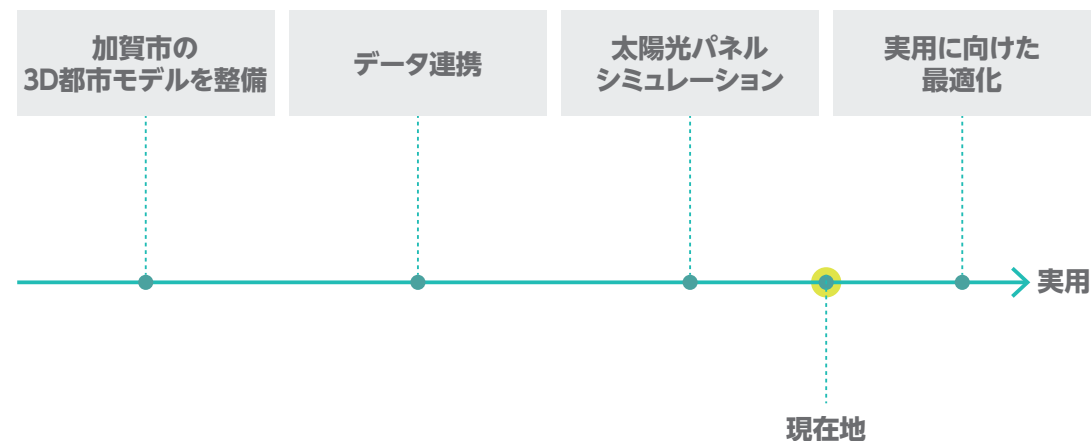 加賀市の
3D都市モデルを整備
データ連携
太陽光パネル
シミュレーション
実用に向けた
最適化
実用
現在地